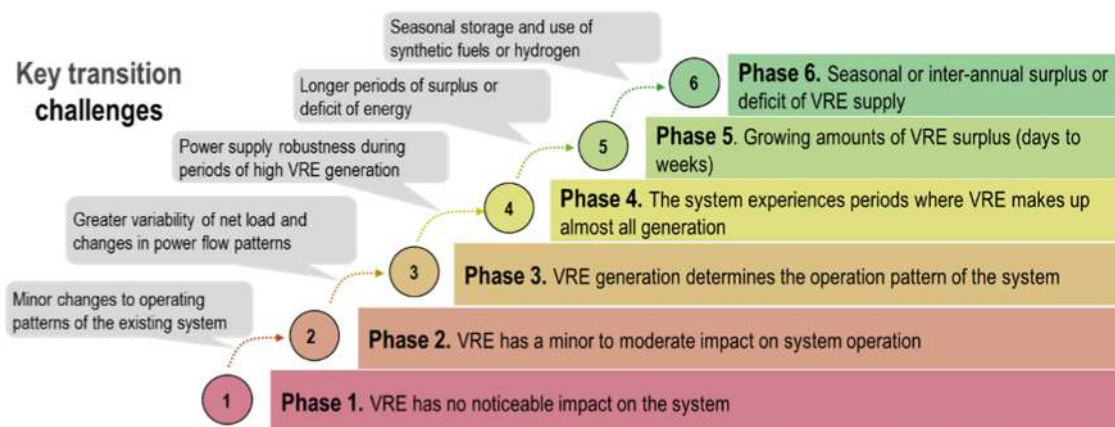 Key transition
challenges
Seasonal storage and use of
synthetic fuels or hydrogen
Longer periods of surplus or
deficit of energy
Power supply robustness during
periods of high VRE generation
Greater variability of net load and
changes in power flow patterns
Minor changes to operating
patterns of the existing system
6
Phase 6. Seasonal or inter-annual surplus or
deficit of VRE supply
5
Phase 5. Growing amounts of VRE surplus (days to
weeks)
4
Phase 4. The system experiences periods where VRE makes up
almost all generation
3
Phase 3. VRE generation determines the operation pattern of the system
2
Phase 2. VRE has a minor to moderate impact on system operation
1
Phase 1. VRE has no noticeable impact on the system